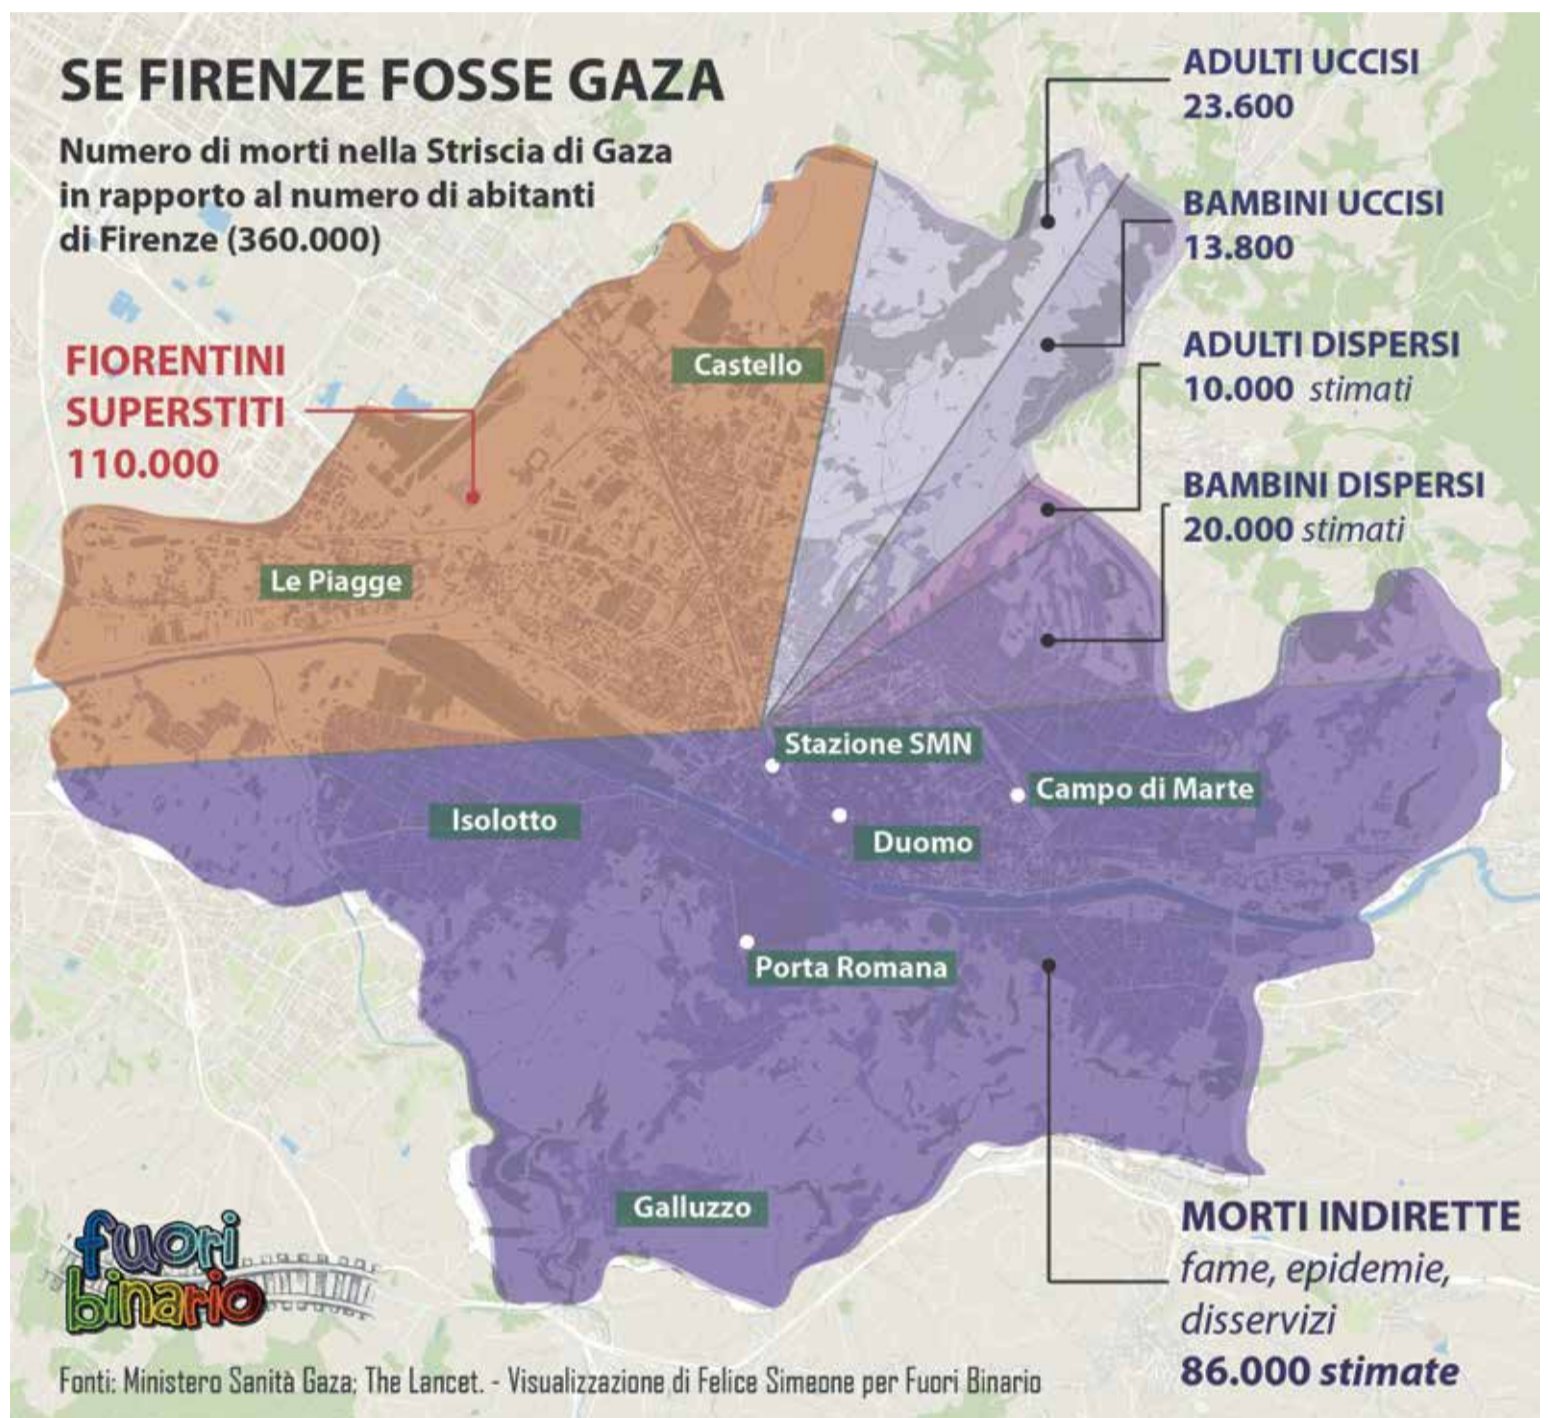 SE FIRENZE FOSSE GAZA
Numero di morti nella Striscia di Gaza
in rapporto al numero di abitanti
di Firenze (360.000)
ADULTI UCCISI
23.600
BAMBINI UCCISI
13.800
ADULTI DISPERSI
10.000 stimati
BAMBINI DISPERSI
20.000 stimati
FIORENTINI
SUPERSTITI
110.000
Castello
Le Piagge
Stazione SMN
Campo di Marte
Isolotto
Duomo
Porta Romana
Galluzzo
MORTI INDIRETTE
fame, epidemie,
disservizi
86.000 stimate
fuori
binario
Fonti: Ministero Sanità Gaza; The Lancet. - Visualizzazione di Felice Simeone per Fuori Binario